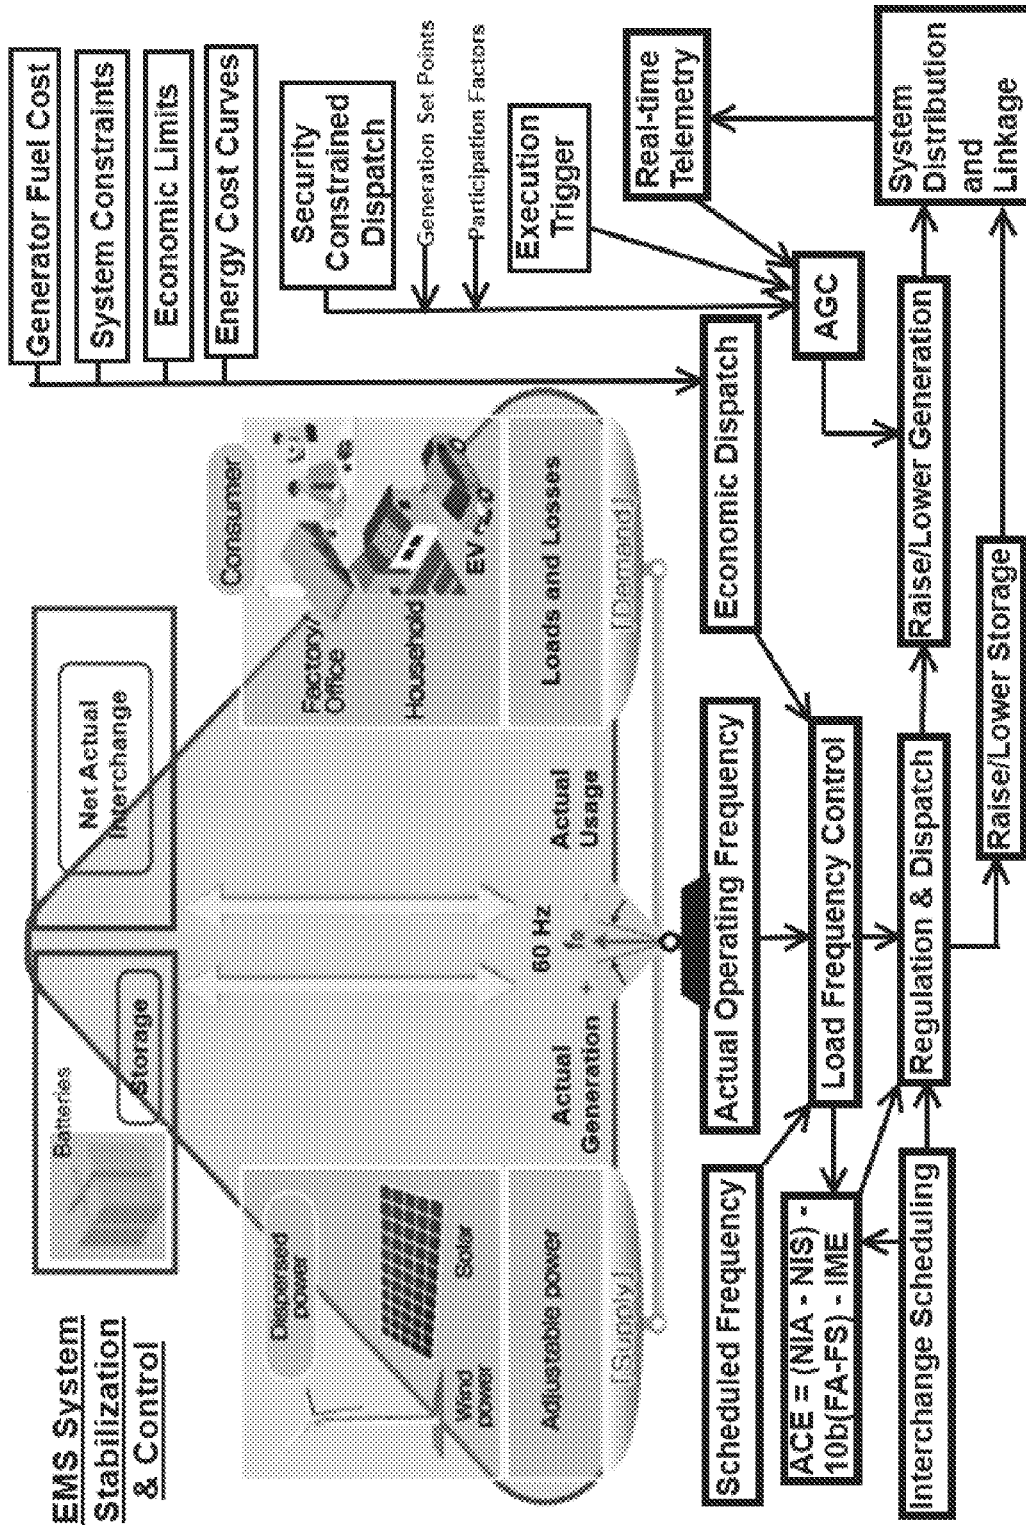 EMS System
Stabilization
& Control
Batteries
Storage
Net Actual
Interchange
Generator Fuel Cost
System Constraints
Economic Limits
Energy Cost Curves
Dispersed
power
Wind
power
Solar
Adjustable power
[Supply]
Actual
Generation
60 Hz
Actual
Usage
Consumer
Factory/
Office
Household
EV
Loads and Losses
[Demand]
Security
Constrained
Dispatch
Generation Set Points
Participation Factors
Execution
Trigger
Real-time
Telemetry
Scheduled Frequency
Actual Operating Frequency
Economic Dispatch
AGC
ACE = (NIA - NIS) -
10b(FA-FS) - IME
Load Frequency Control
Interchange Scheduling
Regulation & Dispatch
Raise/Lower Generation
Raise/Lower Storage
System
Distribution
and
Linkage